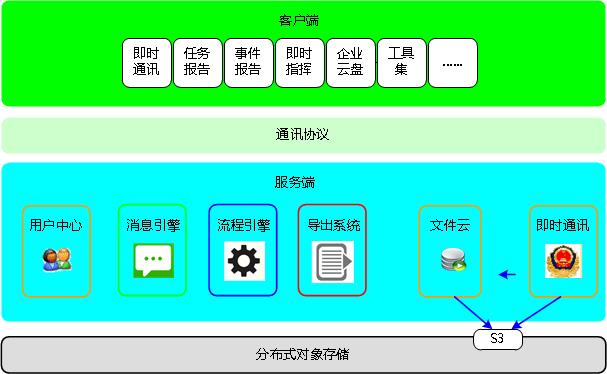 客户端
即时
通讯
任务
报告
事件
报告
即时
指挥
企业
云盘
工具
集
......
通讯协议
服务端
用户中心
消息引擎
流程引擎
导出系统
文件云
即时通讯
S3
分布式对象存储